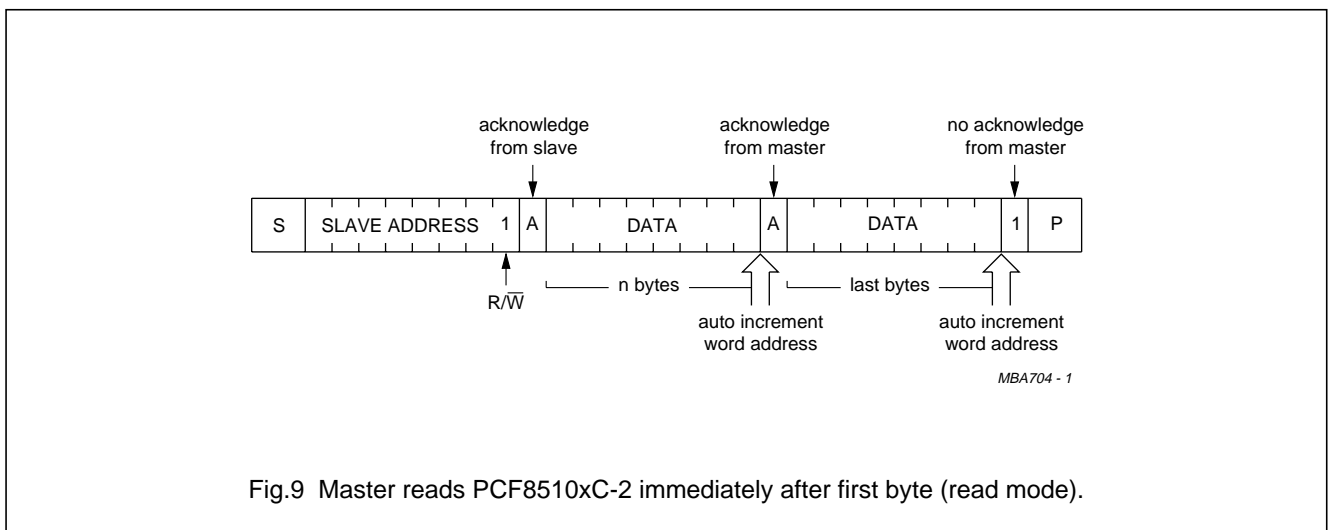 acknowledge
from slave
acknowledge
from master
no acknowledge
from master
S SLAVE ADDRESS 1 A DATA A DATA 1 P
R/W̅
n bytes
last bytes
auto increment
word address
auto increment
word address
MBA704 - 1
Fig.9 Master reads PCF8510xC-2 immediately after first byte (read mode).